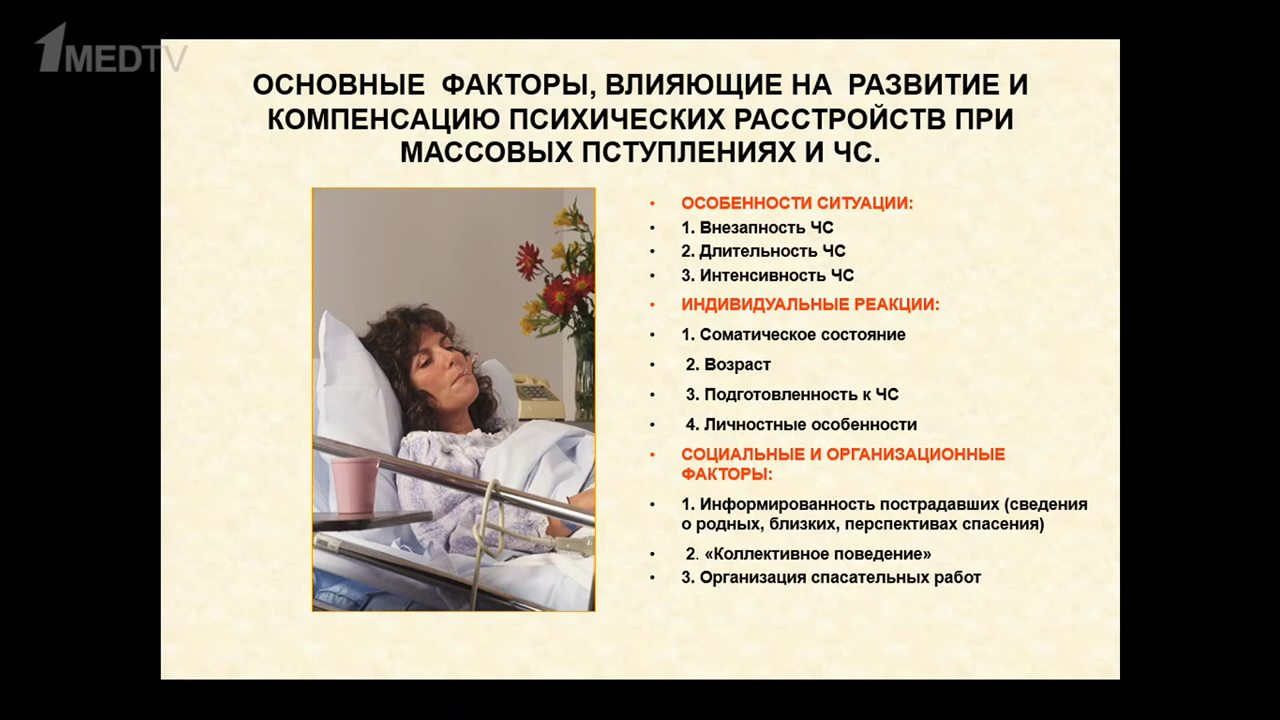 1MEDTV
ОСНОВНЫЕ ФАКТОРЫ, ВЛИЯЮЩИЕ НА РАЗВИТИЕ И
КОМПЕНСАЦИЮ ПСИХИЧЕСКИХ РАССТРОЙСТВ ПРИ
МАССОВЫХ ПСТУПЛЕНИЯХ И ЧС.
• ОСОБЕННОСТИ СИТУАЦИИ:
• 1. Внезапность ЧС
• 2. Длительность ЧС
• 3. Интенсивность ЧС
• ИНДИВИДУАЛЬНЫЕ РЕАКЦИИ:
• 1. Соматическое состояние
• 2. Возраст
• 3. Подготовленность к ЧС
• 4. Личностные особенности
• СОЦИАЛЬНЫЕ И ОРГАНИЗАЦИОННЫЕ
ФАКТОРЫ:
• 1. Информированность пострадавших (сведения
о родных, близких, перспективах спасения)
• 2. «Коллективное поведение»
• 3. Организация спасательных работ